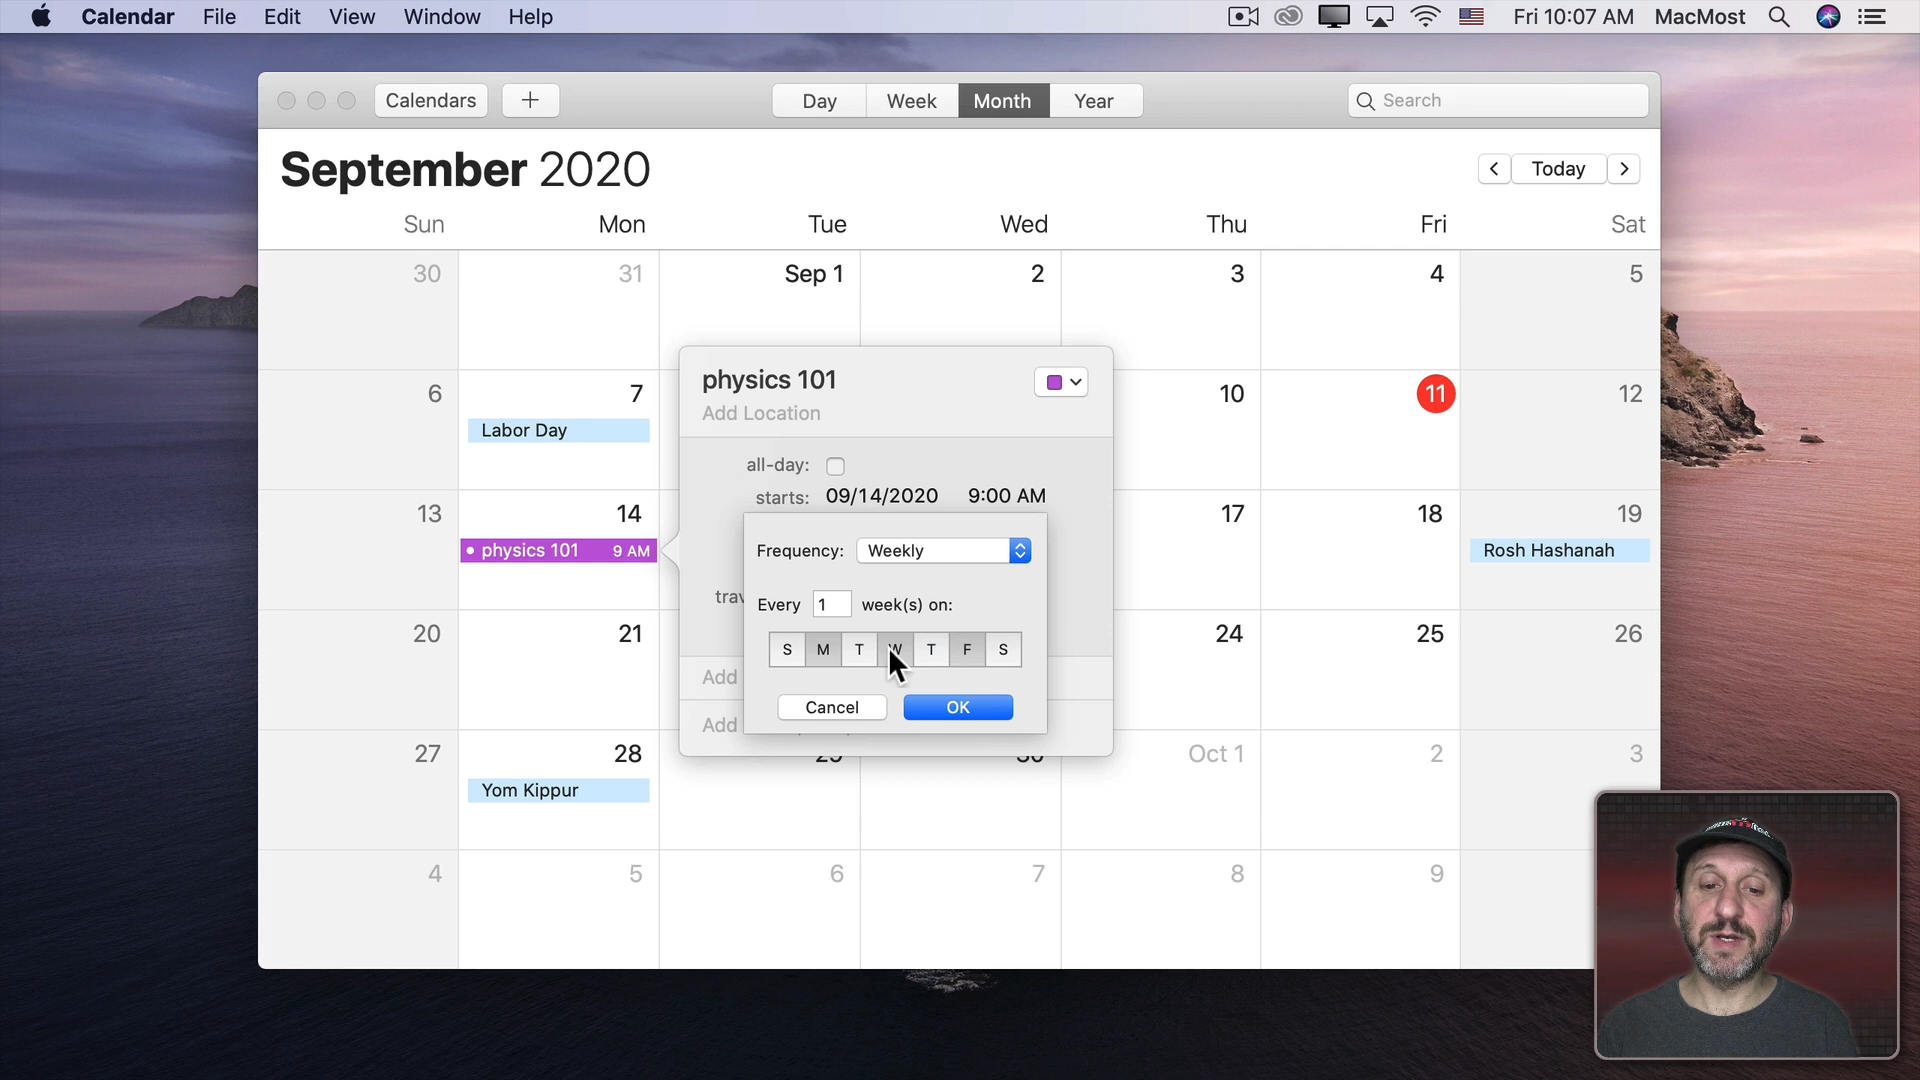 Calendar File Edit View Window Help Fri 10:07 AM MacMost
Calendars + Day Week Month Year Search
September 2020
Today
Sun Mon Tue Wed Thu Fri Sat
30 31 Sep 1 2 3 4 5
physics 101
Add Location
6 7 10 11 12
Labor Day
all-day:
starts: 09/14/2020 9:00 AM
13 14 17 18 19
physics 101 9 AM
Rosh Hashanah
Frequency: Weekly
trav
Every 1 week(s) on:
20 21 24 25 26
S M T W T F S
Add
Cancel OK
Add
27 28 29 30 Oct 1 2 3
Yom Kippur
4 5 6 7 8 9